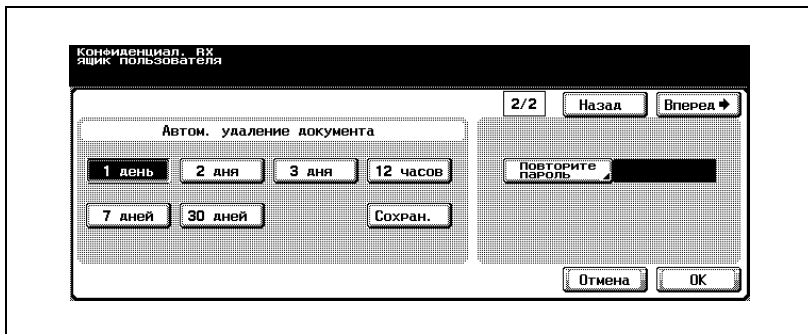 Конфиденциал. RX
ящик пользователя
2/2
Назад
Вперед
Автом. удаление документа
1 день
2 дня
3 дня
12 часов
Повторите
пароль
7 дней
30 дней
Сохран.
Отмена
OK